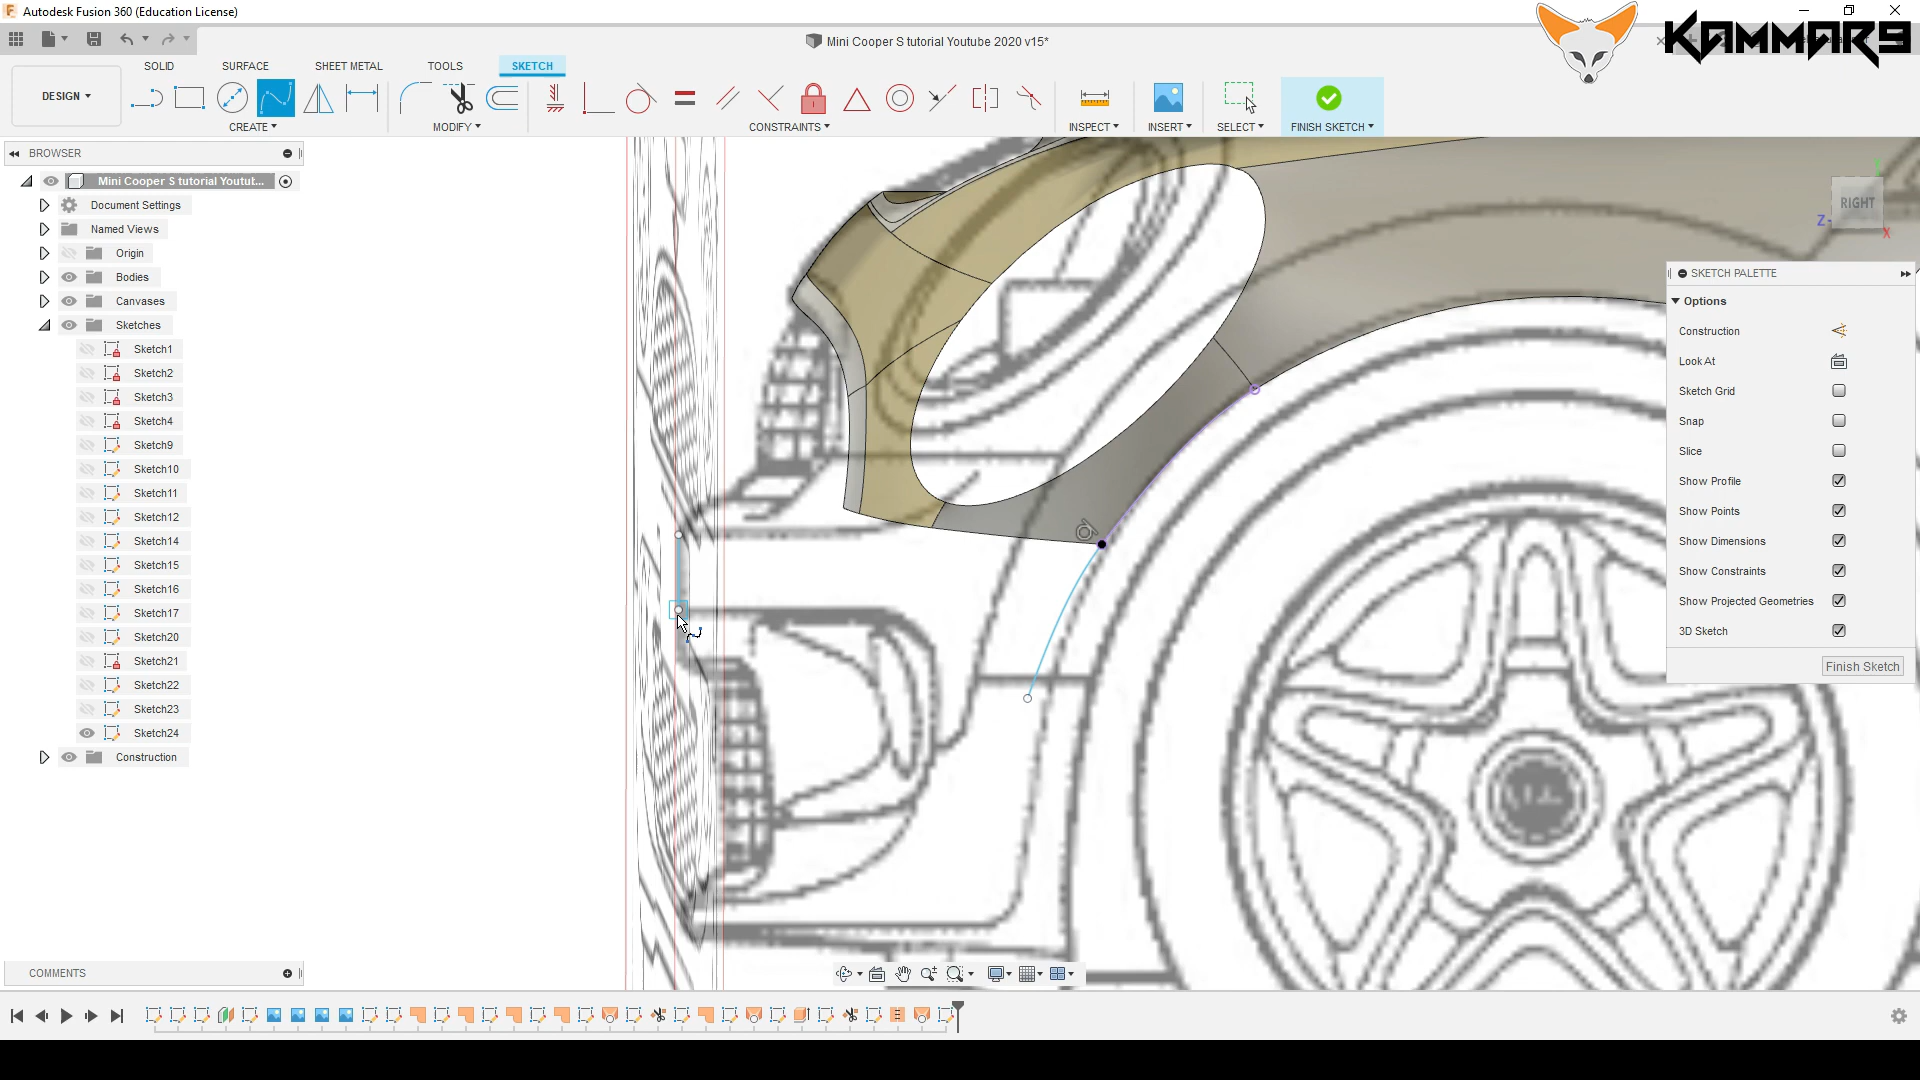 Autodesk Fusion 360 (Education License)
Mini Cooper S tutorial Youtube 2020 v15*
KAMMAR9
DESIGN
SOLID
SURFACE
SHEET METAL
TOOLS
SKETCH
CREATE
MODIFY
CONSTRAINTS
INSPECT
INSERT
SELECT
FINISH SKETCH
BROWSER
Mini Cooper S tutorial Youtut...
Document Settings
Named Views
Origin
Bodies
Canvases
Sketches
Sketch1
Sketch2
Sketch3
Sketch4
Sketch9
Sketch10
Sketch11
Sketch12
Sketch14
Sketch15
Sketch16
Sketch17
Sketch20
Sketch21
Sketch22
Sketch23
Sketch24
Construction
COMMENTS
RIGHT
Z
X
SKETCH PALETTE
Options
Construction
Look At
Sketch Grid
Snap
Slice
Show Profile
Show Points
Show Dimensions
Show Constraints
Show Projected Geometries
3D Sketch
Finish Sketch